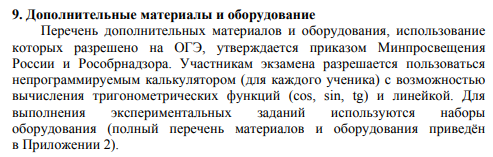 9. Дополнительные материалы и оборудование
Перечень дополнительных материалов и оборудования, использование
которых разрешено на ОГЭ, утверждается приказом Минпросвещения
России и Рособрнадзора. Участникам экзамена разрешается пользоваться
непрограммируемым калькулятором (для каждого ученика) с возможностью
вычисления тригонометрических функций (cos, sin, tg) и линейкой. Для
выполнения экспериментальных заданий используются наборы
оборудования (полный перечень материалов и оборудования приведён
в Приложении 2).